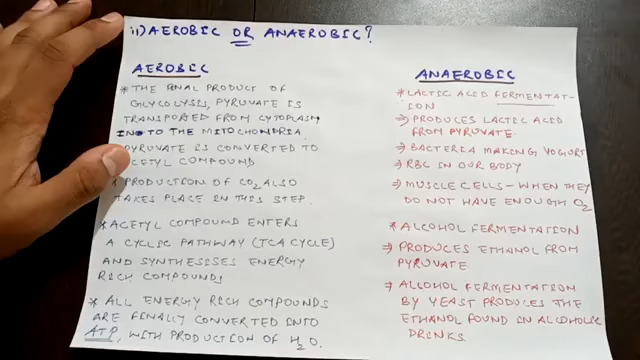 ii) AEROBIC OR ANAEROBIC?
AEROBIC
* THE FINAL PRODUCT OF
GLYCOLYSIS, PYRUVATE IS
TRANSPORTED FROM CYTOPLASM
INTO THE MITOCHONDRIA.
PYRUVATE IS CONVERTED TO
ACETYL COMPOUND
* PRODUCTION OF CO2 ALSO
TAKES PLACE IN THIS STEP.
* ACETYL COMPOUND ENTERS
A CYCLIC PATHWAY (TCA CYCLE)
AND SYNTHESISES ENERGY
RICH COMPOUNDS
* ALL ENERGY RICH COMPOUNDS
ARE FINALLY CONVERTED INTO
ATP, WITH PRODUCTION OF H2O.
ANAEROBIC
* LACTIC ACID FERMENTAT-
ION
⇒ PRODUCES LACTIC ACID
FROM PYRUVATE
⇒ BACTERIA MAKING YOGURT
⇒ RBC IN OUR BODY
⇒ MUSCLE CELLS - WHEN THEY
DO NOT HAVE ENOUGH O2
* ALCOHOL FERMENTATION
⇒ PRODUCES ETHANOL FROM
PYRUVATE
⇒ ALCOHOL FERMENTATION
BY YEAST PRODUCES THE
ETHANOL FOUND IN ALCOHOLIC
DRINKS.